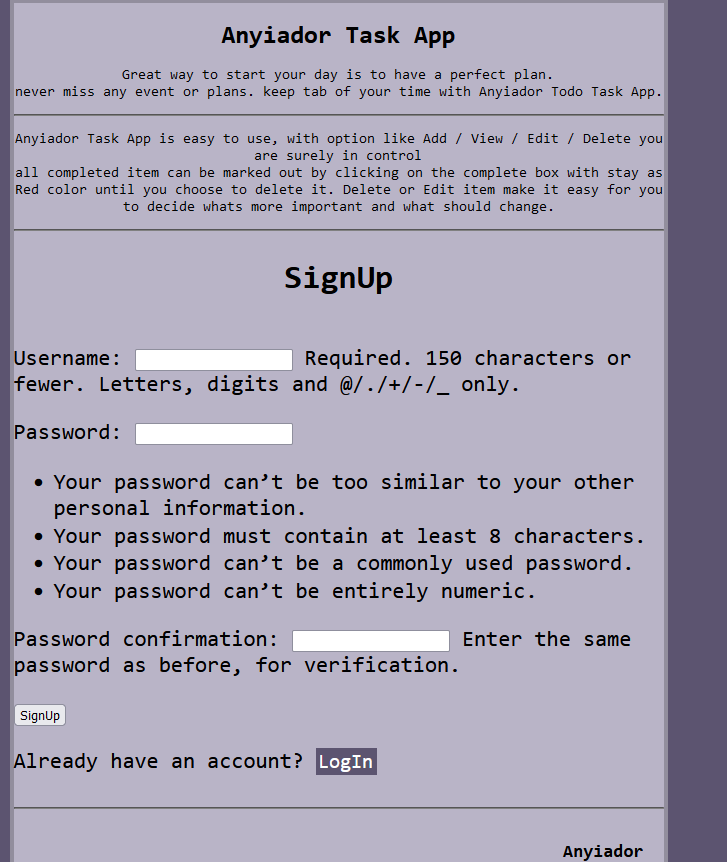 Anyiador Task App
Great way to start your day is to have a perfect plan.
never miss any event or plans. keep tab of your time with Anyiador Todo Task App.
Anyiador Task App is easy to use, with option like Add / View / Edit / Delete you
are surely in control
all completed item can be marked out by clicking on the complete box with stay as
Red color until you choose to delete it. Delete or Edit item make it easy for you
to decide whats more important and what should change.
SignUp
Username: Required. 150 characters or
fewer. Letters, digits and @/./+/-/_ only.
Password:
• Your password can’t be too similar to your other
personal information.
• Your password must contain at least 8 characters.
• Your password can’t be a commonly used password.
• Your password can’t be entirely numeric.
Password confirmation: Enter the same
password as before, for verification.
SignUp
Already have an account? LogIn
Anyiador